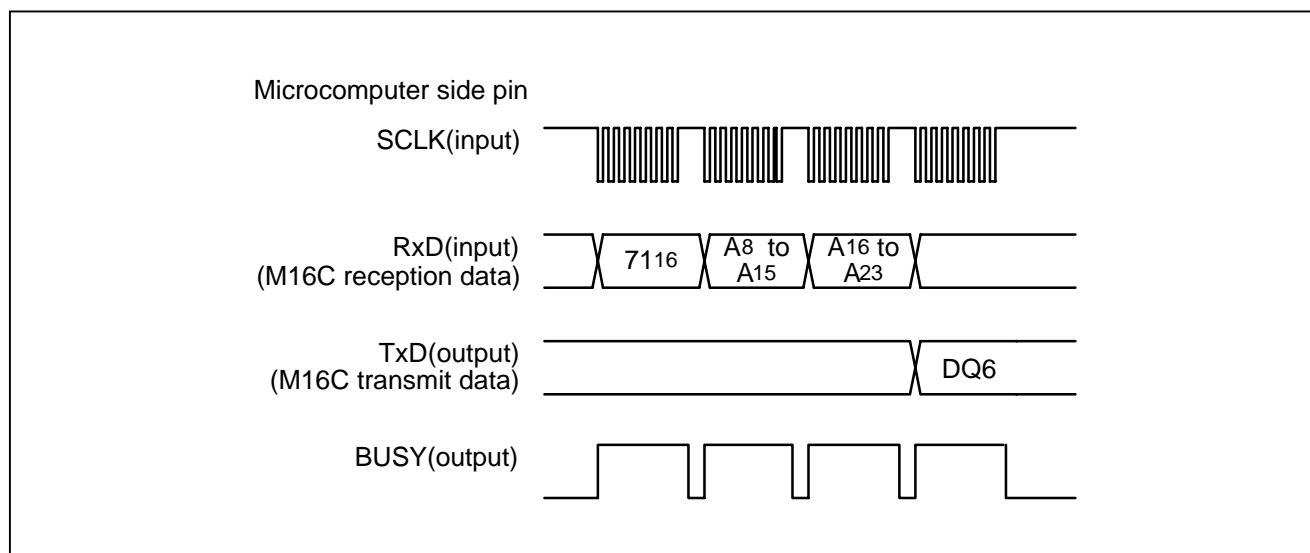 Microcomputer side pin
SCLK(input)
RxD(input)
(M16C reception data)
7116
A8 to
A15
A16 to
A23
TxD(output)
(M16C transmit data)
DQ6
BUSY(output)